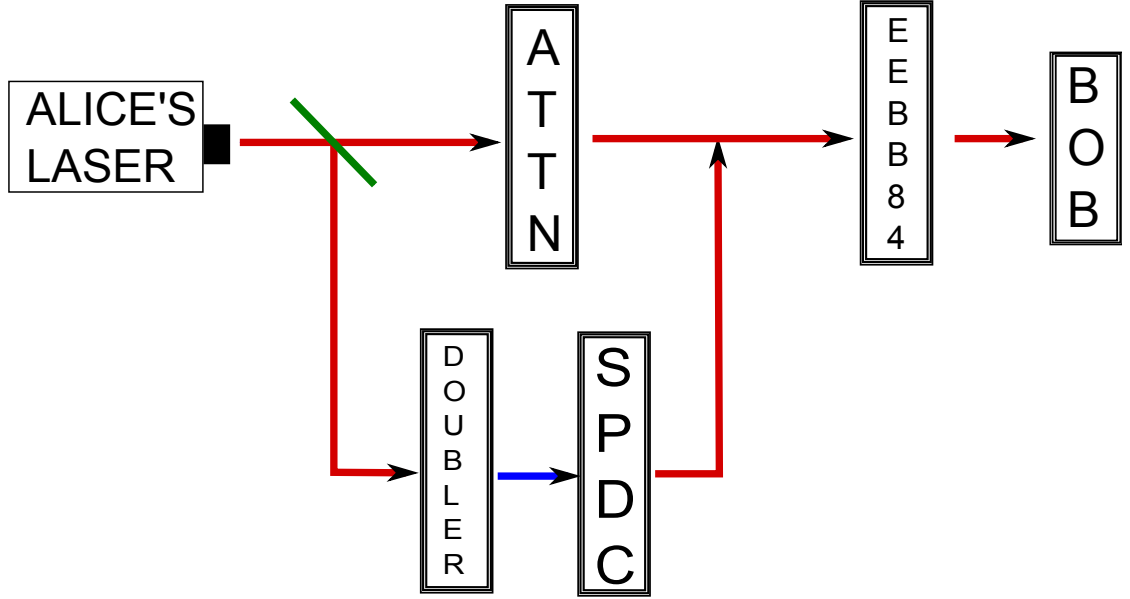 ALICE'S
LASER
ATTN
EEBB84
BOB
DOUBLER
SPDC